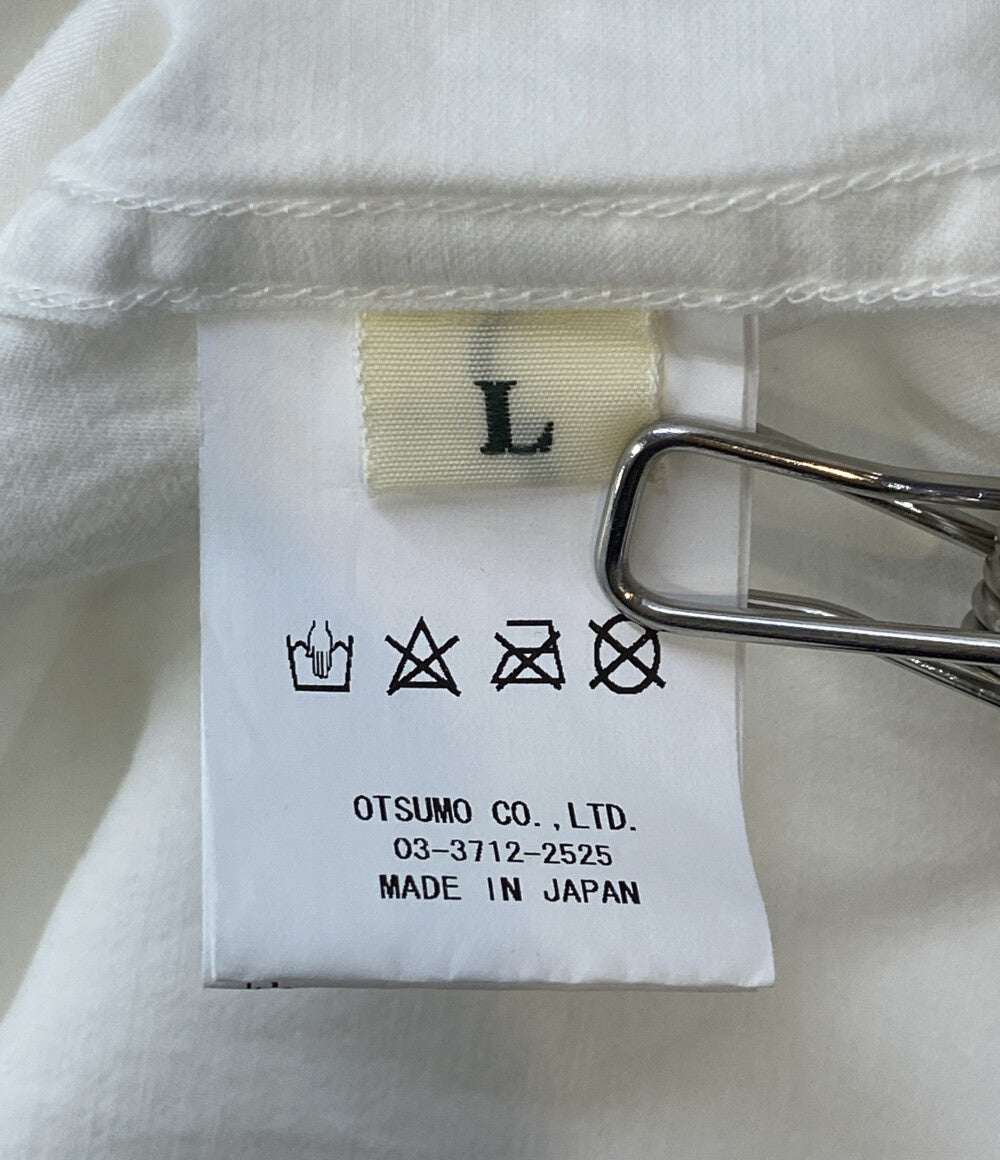 L
OTSUMO CO.,LTD.
03-3712-2525
MADE IN JAPAN